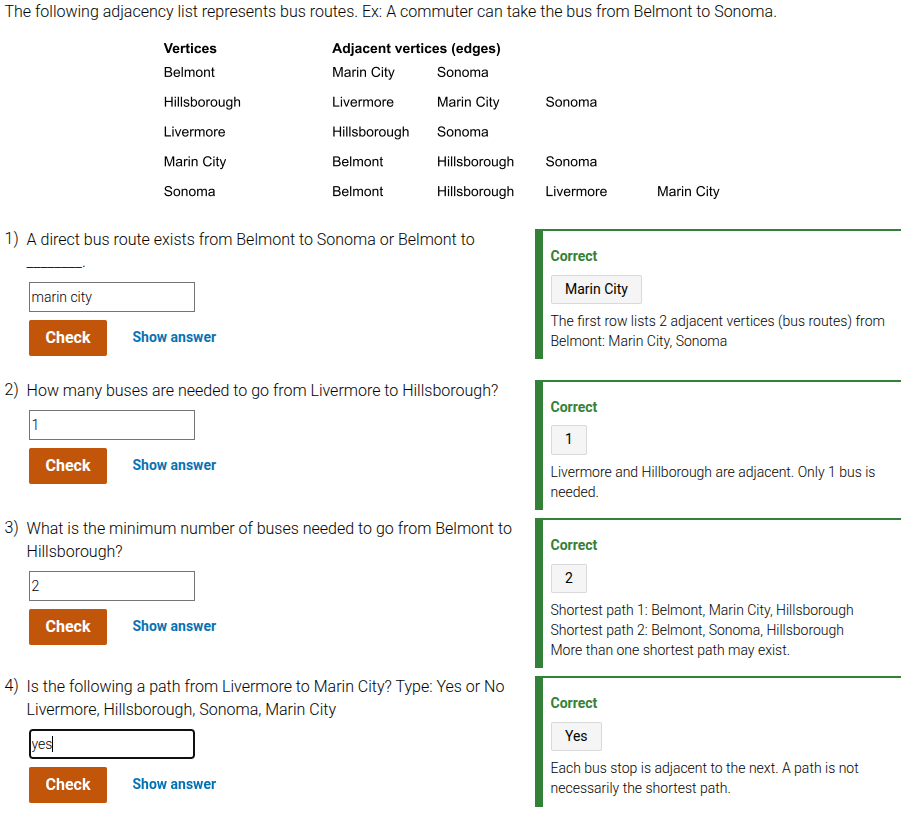 The following adjacency list represents bus routes. Ex: A commuter can take the bus from Belmont to Sonoma.
Vertices Adjacent vertices (edges)
Belmont Marin City Sonoma
Hillsborough Livermore Marin City Sonoma
Livermore Hillsborough Sonoma
Marin City Belmont Hillsborough Sonoma
Sonoma Belmont Hillsborough Livermore Marin City
1) A direct bus route exists from Belmont to Sonoma or Belmont to
________.
marin city
Check Show answer
Correct
Marin City
The first row lists 2 adjacent vertices (bus routes) from
Belmont: Marin City, Sonoma
2) How many buses are needed to go from Livermore to Hillsborough?
1
Check Show answer
Correct
1
Livermore and Hillborough are adjacent. Only 1 bus is
needed.
3) What is the minimum number of buses needed to go from Belmont to
Hillsborough?
2
Check Show answer
Correct
2
Shortest path 1: Belmont, Marin City, Hillsborough
Shortest path 2: Belmont, Sonoma, Hillsborough
More than one shortest path may exist.
4) Is the following a path from Livermore to Marin City? Type: Yes or No
Livermore, Hillsborough, Sonoma, Marin City
yes
Check Show answer
Correct
Yes
Each bus stop is adjacent to the next. A path is not
necessarily the shortest path.